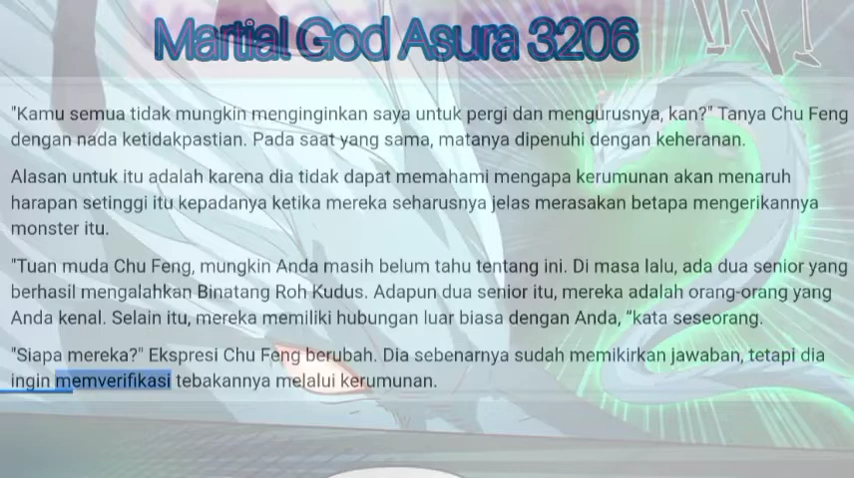 Martial God Asura 3206
"Kamu semua tidak mungkin menginginkan saya untuk pergi dan mengurusnya, kan?" Tanya Chu Feng
dengan nada ketidakpastian. Pada saat yang sama, matanya dipenuhi dengan keheranan.
Alasan untuk itu adalah karena dia tidak dapat memahami mengapa kerumunan akan menaruh
harapan setinggi itu kepadanya ketika mereka seharusnya jelas merasakan betapa mengerikannya
monster itu.
"Tuan muda Chu Feng, mungkin Anda masih belum tahu tentang ini. Di masa lalu, ada dua senior yang
berhasil mengalahkan Binatang Roh Kudus. Adapun dua senior itu, mereka adalah orang-orang yang
Anda kenal. Selain itu, mereka memiliki hubungan luar biasa dengan Anda, “kata seseorang.
"Siapa mereka?" Ekspresi Chu Feng berubah. Dia sebenarnya sudah memikirkan jawaban, tetapi dia
ingin memverifikasi tebakannya melalui kerumunan.